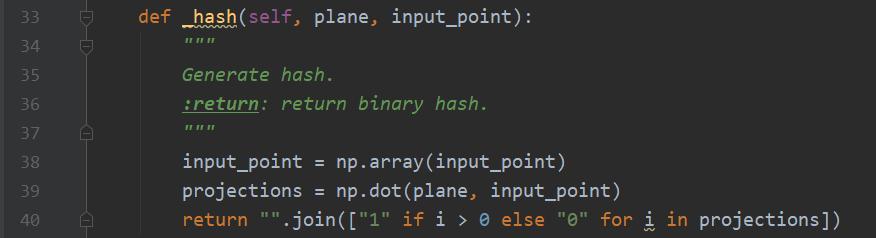 33 def _hash(self, plane, input_point):
34 """
35 Generate hash.
36 :return: return binary hash.
37 """
38 input_point = np.array(input_point)
39 projections = np.dot(plane, input_point)
40 return "".join(["1" if i > 0 else "0" for i in projections])